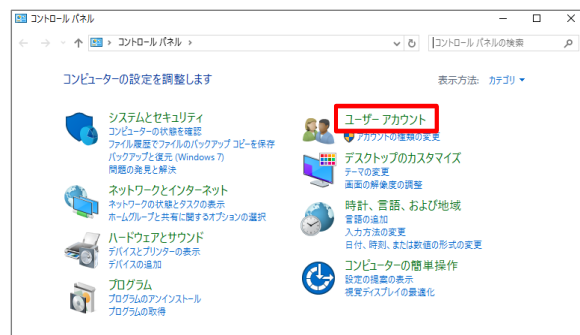 コントロール パネル
コントロール パネル
コントロール パネルの検索
コンピューターの設定を調整します
表示方法: カテゴリ
システムとセキュリティ
コンピューターの状態を確認
ファイル履歴でファイルのバックアップ コピーを保存
バックアップと復元 (Windows 7)
問題の発見と解決
ネットワークとインターネット
ネットワークの状態とタスクの表示
ホームグループと共有に関するオプションの選択
ハードウェアとサウンド
デバイスとプリンターの表示
デバイスの追加
プログラム
プログラムのアンインストール
プログラムの取得
ユーザー アカウント
アカウントの種類の変更
デスクトップのカスタマイズ
テーマの変更
画面の解像度の調整
時計、言語、および地域
言語の追加
入力方法の変更
日付、時刻、または数値の形式の変更
コンピューターの簡単操作
設定の提案の表示
視覚ディスプレイの最適化